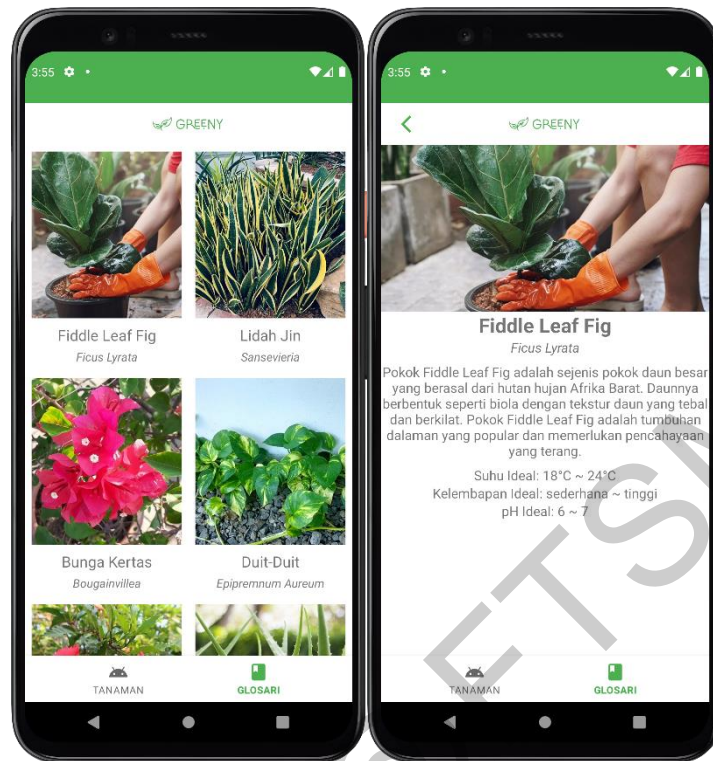 3:55
GREENY
Fiddle Leaf Fig
Ficus Lyrata
Lidah Jin
Sansevieria
Bunga Kertas
Bougainvillea
Duit-Duit
Epipremnum Aureum
TANAMAN
GLOSARI
3:55
GREENY
Fiddle Leaf Fig
Ficus Lyrata
Pokok Fiddle Leaf Fig adalah sejenis pokok daun besar
yang berasal dari hutan hujan Afrika Barat. Daunnya
berbentuk seperti biola dengan tekstur daun yang tebal
dan berkilat. Pokok Fiddle Leaf Fig adalah tumbuhan
dalaman yang popular dan memerlukan pencahayaan
yang terang.
Suhu Ideal: 18°C ~ 24°C
Kelembapan Ideal: sederhana ~ tinggi
pH Ideal: 6 ~ 7
TANAMAN
GLOSARI